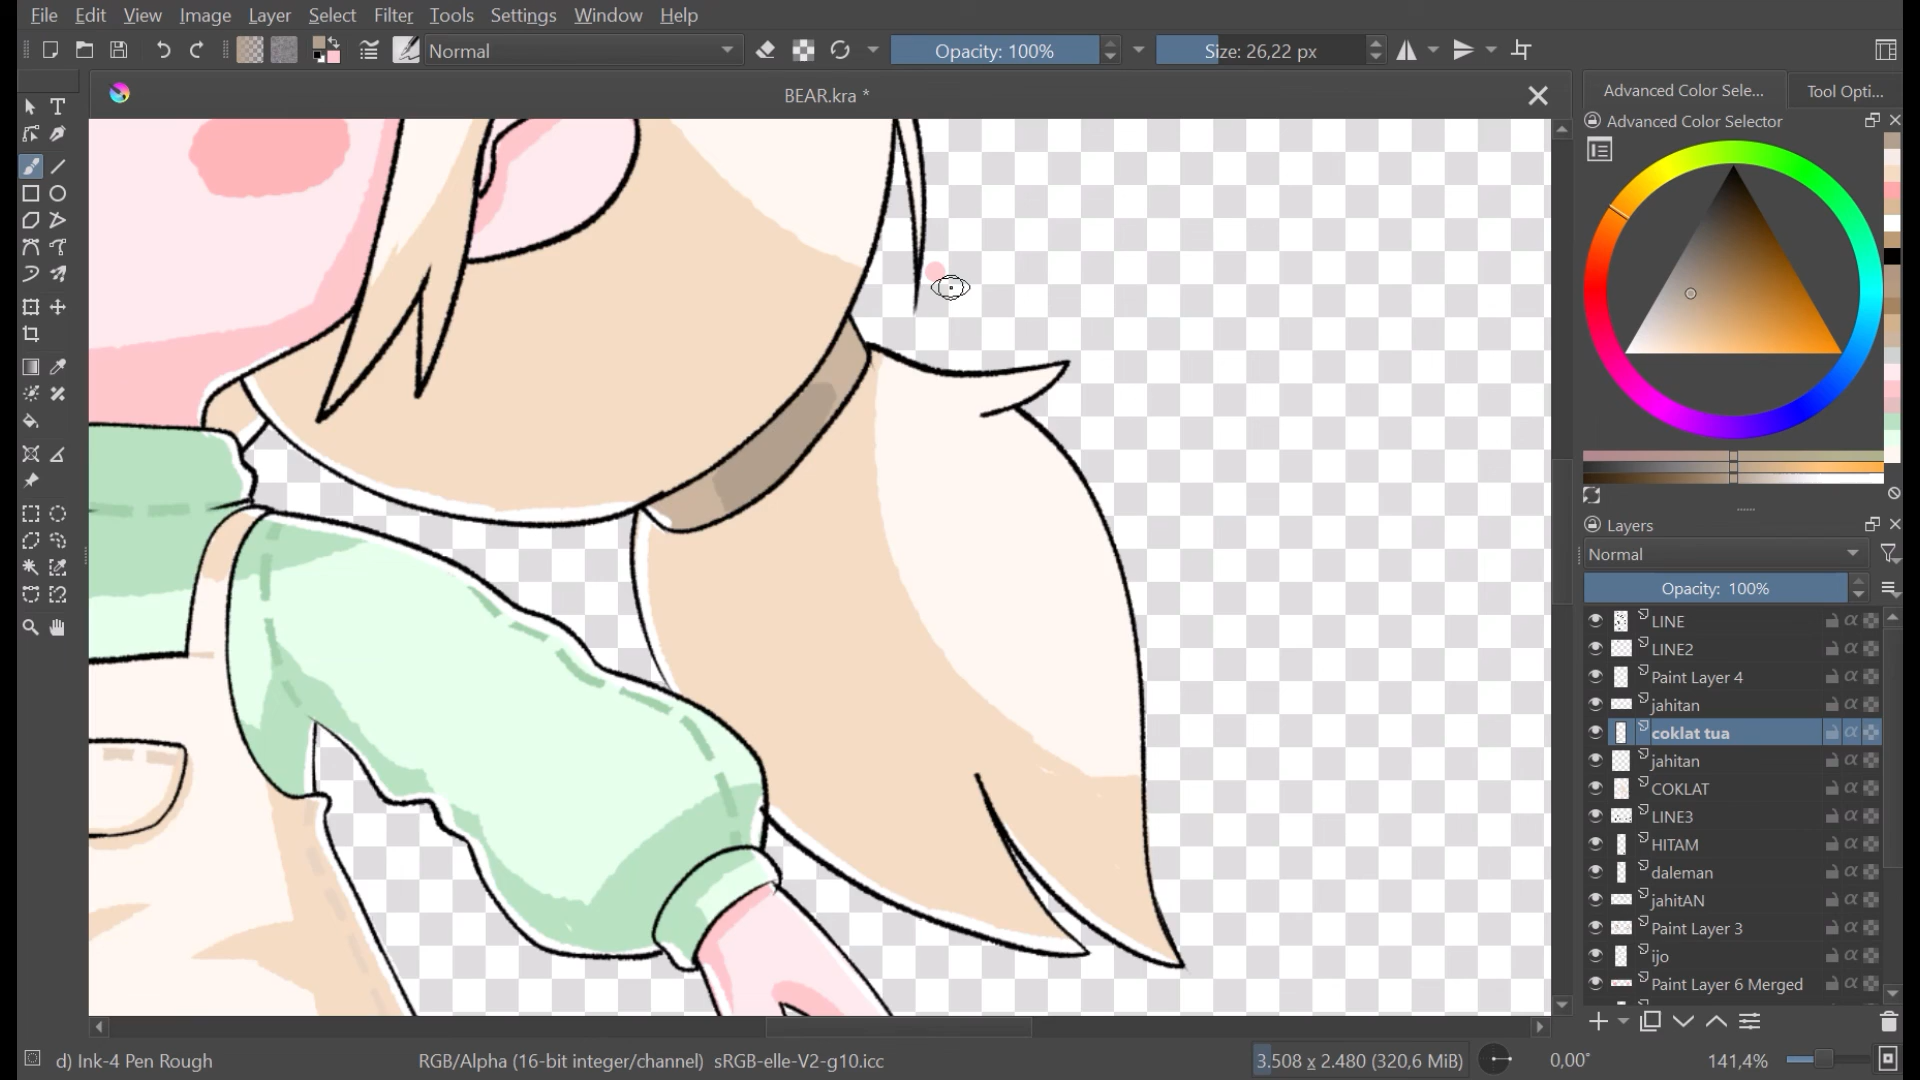 File Edit View Image Layer Select Filter Tools Settings Window Help
Normal Opacity: 100% Size: 26,22 px
BEAR.kra *
Advanced Color Sele... Tool Opti...
Advanced Color Selector
Layers
Normal
Opacity: 100%
LINE
LINE2
Paint Layer 4
jahitan
coklat tua
jahitan
COKLAT
LINE3
HITAM
daleman
jahitAN
Paint Layer 3
ijo
Paint Layer 6 Merged
d) Ink-4 Pen Rough RGB/Alpha (16-bit integer/channel) sRGB-elle-V2-g10.icc 3.508 x 2.480 (320,6 MiB) 0,00° 141,4%